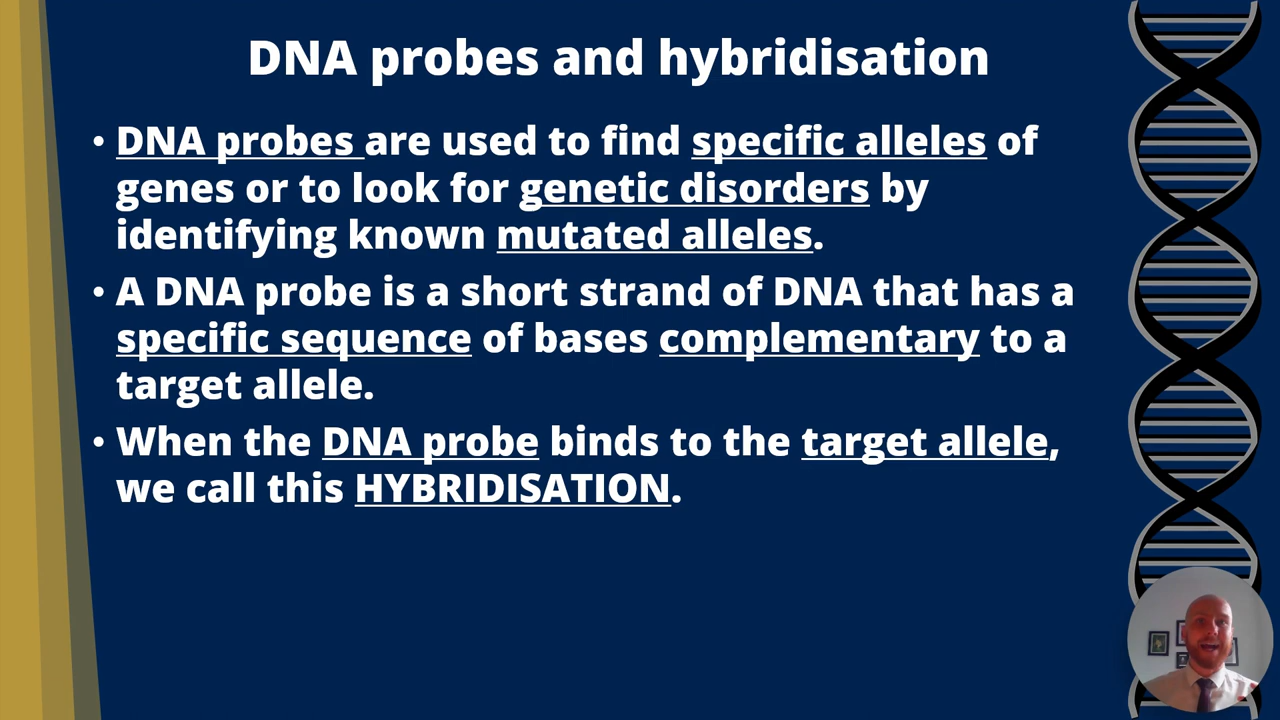 DNA probes and hybridisation
• DNA probes are used to find specific alleles of
genes or to look for genetic disorders by
identifying known mutated alleles.
• A DNA probe is a short strand of DNA that has a
specific sequence of bases complementary to a
target allele.
• When the DNA probe binds to the target allele,
we call this HYBRIDISATION.